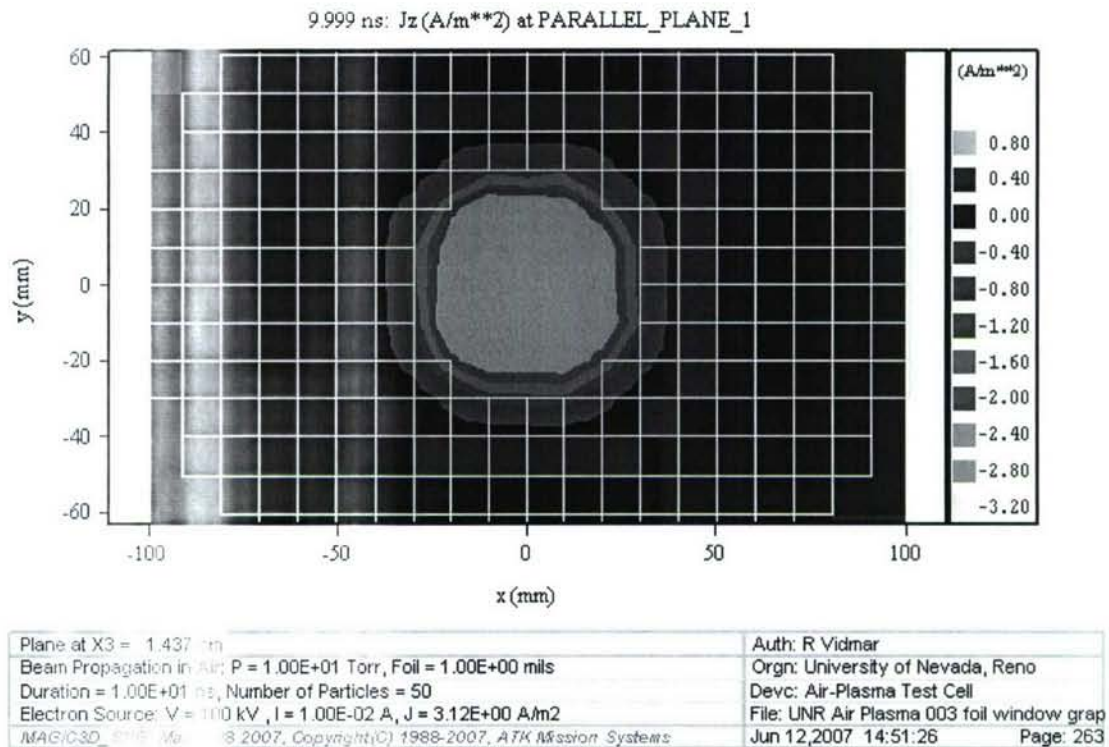 9.999 ns: Jz (A/m**2) at PARALLEL_PLANE_1
60
40
20
0
-20
-40
-60
y (mm)
-100
-50
0
50
100
x (mm)
(A/m**2)
0.80
0.40
0.00
-0.40
-0.80
-1.20
-1.60
-2.00
-2.40
-2.80
-3.20
Plane at X3 = 1.437 cm
Beam Propagation in Air; P = 1.00E+01 Torr, Foil = 1.00E+00 mils
Duration = 1.00E+01 ns, Number of Particles = 50
Electron Source: V = 100 kV , I = 1.00E-02 A, J = 3.12E+00 A/m2
2007, Copyright(C) 1988-2007, ATK Mission Systems
Auth: R Vidmar
Orgn: University of Nevada, Reno
Devc: Air-Plasma Test Cell
File: UNR Air Plasma 003 foil window grap
Jun 12,2007 14:51:26 Page: 263